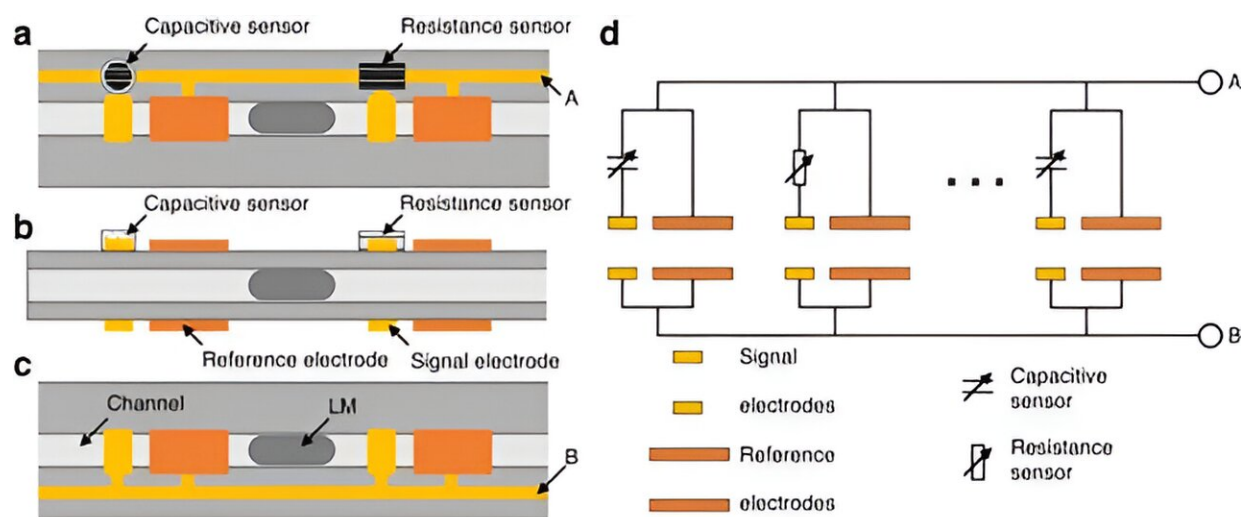 a
Capacitive sensor
Resistance sensor
A
b
Capacitive sensor
Resistance sensor
Reference electrode
Signal electrode
c
Channel
LM
B
d
A
B
Signal
electrodes
Reference
electrodes
Capacitive
sensor
Resistance
sensor